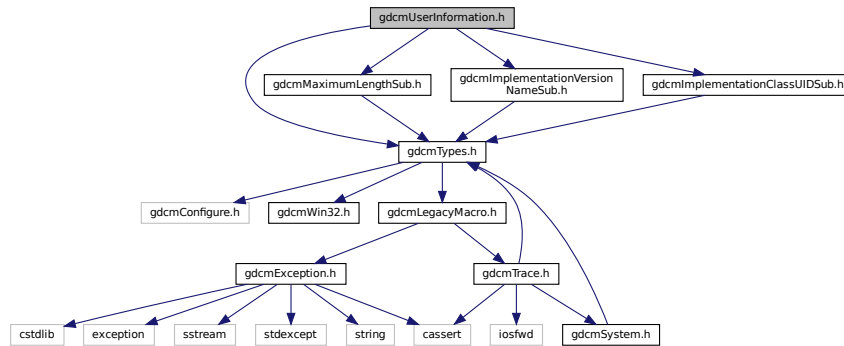 gdcmUserInformation.h
gdcmMaximumLengthSub.h
gdcmImplementationVersion
NameSub.h
gdcmImplementationClassUIDSub.h
gdcmTypes.h
gdcmConfigure.h
gdcmWin32.h
gdcmLegacyMacro.h
gdcmException.h
gdcmTrace.h
cstdlib
exception
sstream
stdexcept
string
cassert
iosfwd
gdcmSystem.h